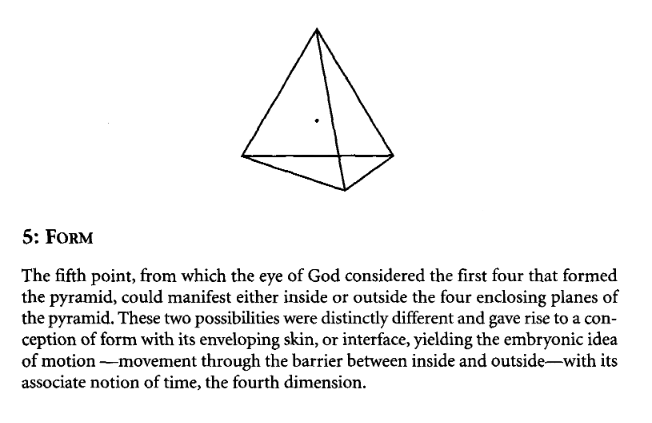 5: FORM
The fifth point, from which the eye of God considered the first four that formed
the pyramid, could manifest either inside or outside the four enclosing planes of
the pyramid. These two possibilities were distinctly different and gave rise to a con-
ception of form with its enveloping skin, or interface, yielding the embryonic idea
of motion —movement through the barrier between inside and outside—with its
associate notion of time, the fourth dimension.